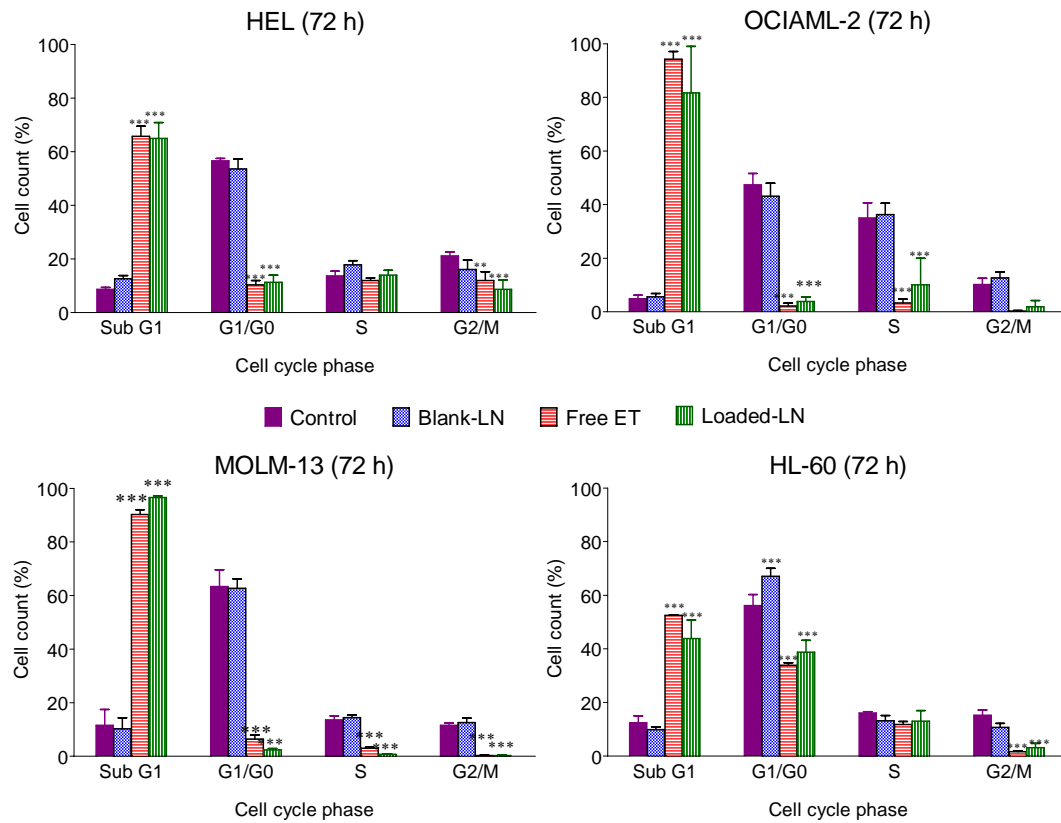 HEL (72 h)
100
80
60
40
20
0
Cell count (%)
*** ***
*** ***
** ***
Sub G1 G1/G0 S G2/M
Cell cycle phase
OCIAML-2 (72 h)
100
80
60
40
20
0
Cell count (%)
*** ***
*** ***
*** ***
Sub G1 G1/G0 S G2/M
Cell cycle phase
Control Blank-LN Free ET Loaded-LN
MOLM-13 (72 h)
100
80
60
40
20
0
Cell count (%)
*** ***
*** ***
*** ***
*** ***
Sub G1 G1/G0 S G2/M
Cell cycle phase
HL-60 (72 h)
100
80
60
40
20
0
Cell count (%)
*** ***
*** *** ***
*** ***
Sub G1 G1/G0 S G2/M
Cell cycle phase